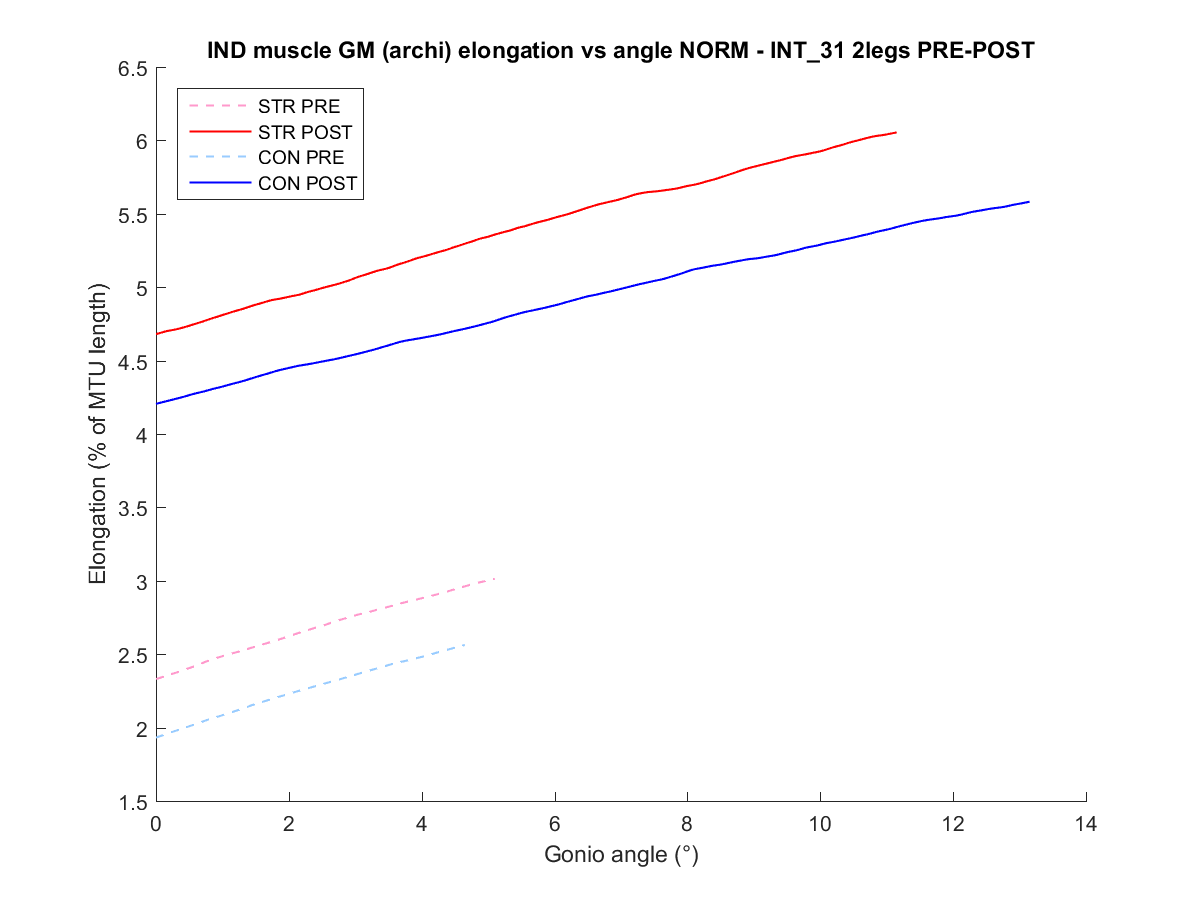 IND muscle GM (archi) elongation vs angle NORM - INT_31 2legs PRE-POST
6.5
6
5.5
5
4.5
4
3.5
3
2.5
2
1.5
STR PRE
STR POST
CON PRE
CON POST
Elongation (% of MTU length)
0 2 4 6 8 10 12 14
Gonio angle (°)